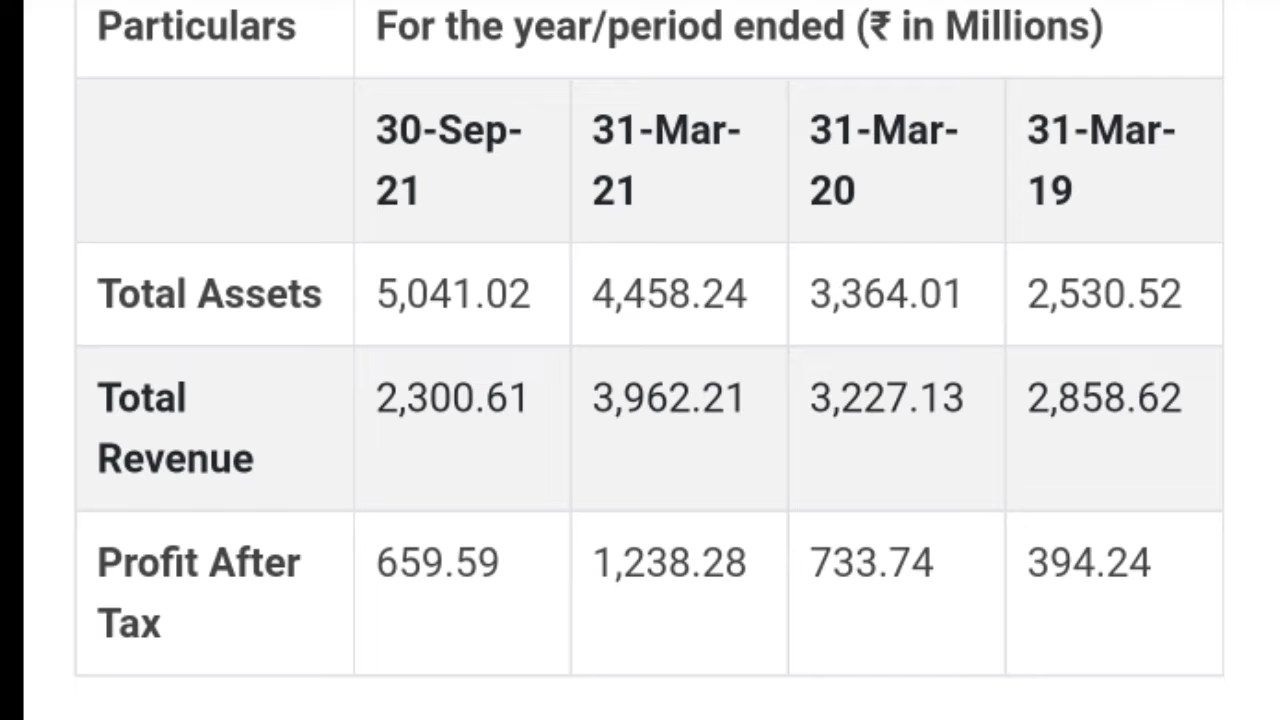 Particulars For the year/period ended (₹ in Millions)
30-Sep- 31-Mar- 31-Mar- 31-Mar-
21 21 20 19
Total Assets 5,041.02 4,458.24 3,364.01 2,530.52
Total 2,300.61 3,962.21 3,227.13 2,858.62
Revenue
Profit After 659.59 1,238.28 733.74 394.24
Tax